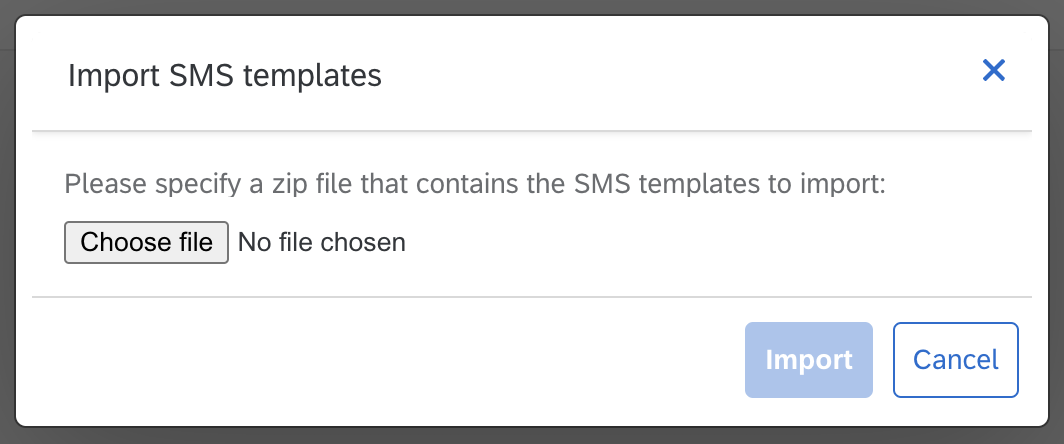 Import SMS templates
Please specify a zip file that contains the SMS templates to import:
Choose file No file chosen
Import Cancel